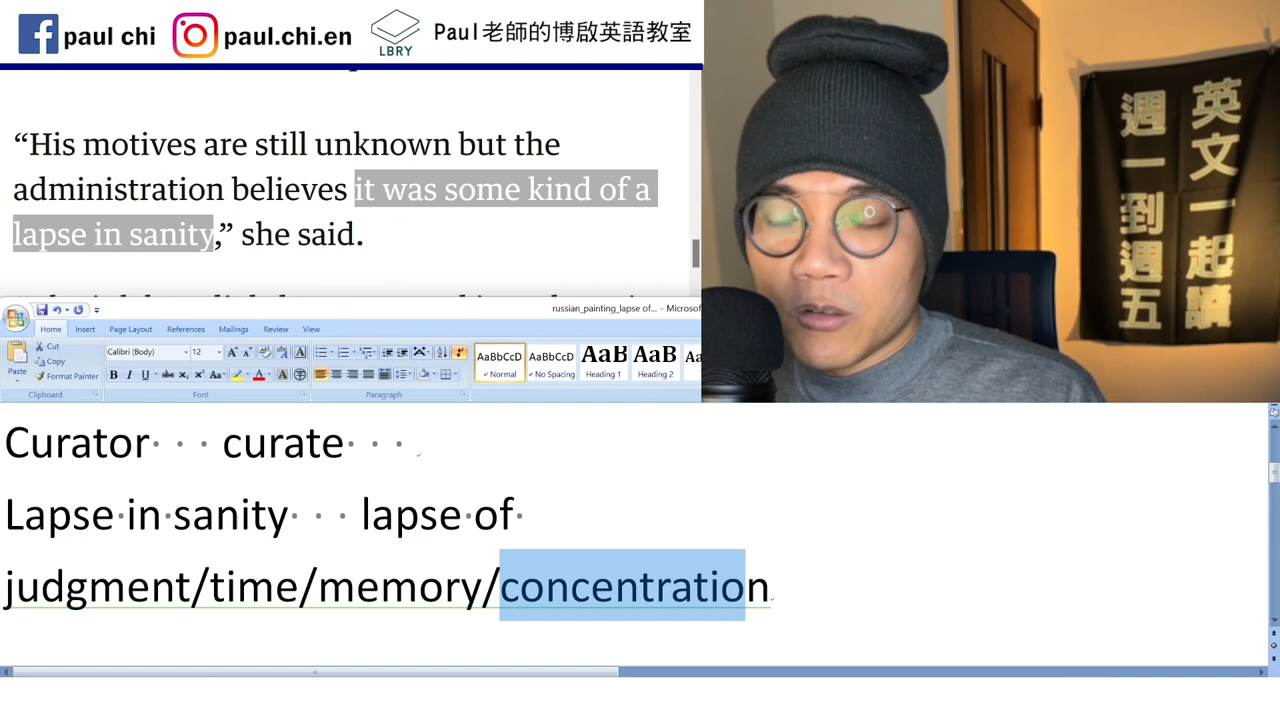 paul chi
paul.chi.en
LBRY
Paul老師的博啟英語教室
“His motives are still unknown but the
administration believes it was some kind of a
lapse in sanity,” she said.
russian_painting_lapse of... - Microsof
Home Insert Page Layout References Mailings Review View
Paste
Cut
Copy
Format Painter
Calibri (Body) 12
AaBbCcD
Normal
AaBbCcD
No Spacing
AaBb
Heading 1
AaB
Heading 2
Aa
Clipboard Font Paragraph
Curator curate
Lapse in sanity lapse of
judgment/time/memory/concentration
英文一起讀
週一到週五